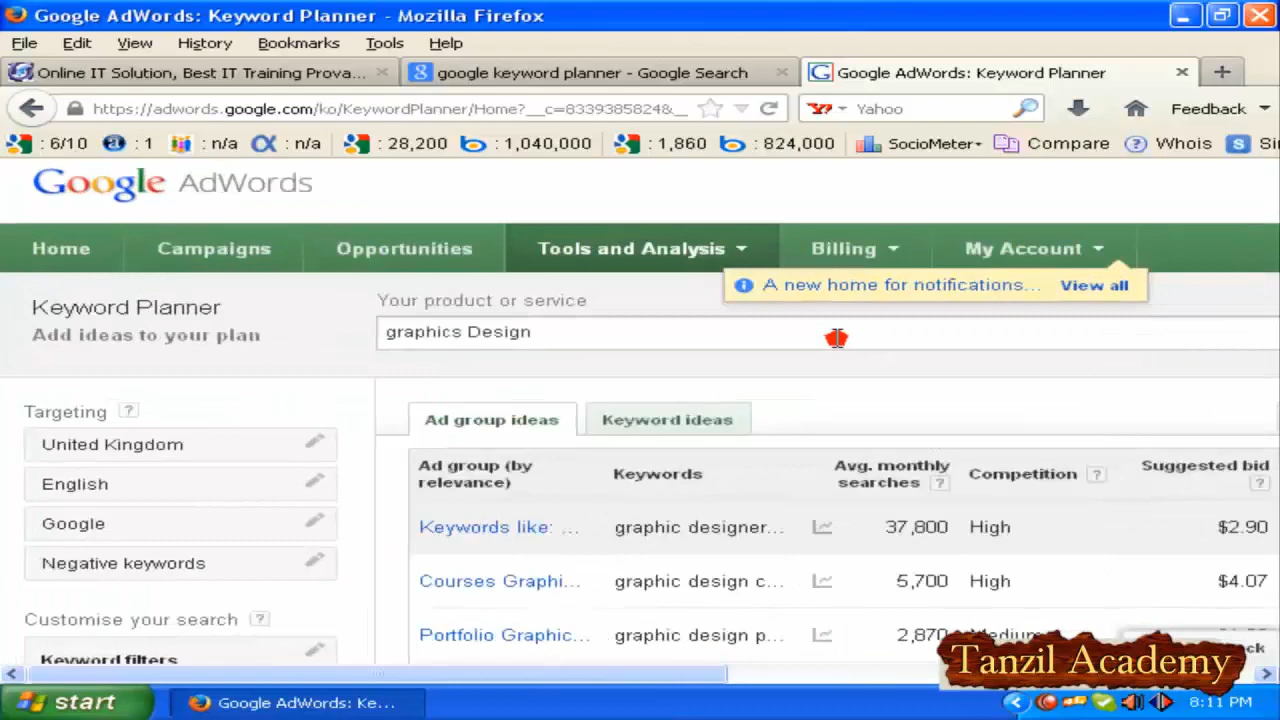 Google AdWords: Keyword Planner - Mozilla Firefox
File Edit View History Bookmarks Tools Help
Online IT Solution, Best IT Training Prova... google keyword planner - Google Search Google AdWords: Keyword Planner
https://adwords.google.com/ko/KeywordPlanner/Home?__c=8339385824&_ Yahoo Feedback
: 6/10 : 1 : n/a : n/a : 28,200 : 1,040,000 : 1,860 : 824,000 SocioMeter Compare Whois
Google AdWords
Home Campaigns Opportunities Tools and Analysis Billing My Account
A new home for notifications... View all
Keyword Planner
Add ideas to your plan
Your product or service
graphics Design
Targeting ?
United Kingdom
English
Google
Negative keywords
Customise your search ?
Keyword filters
Ad group ideas Keyword ideas
Ad group (by relevance) Keywords Avg. monthly searches ? Competition ? Suggested bid ?
Keywords like: ... graphic designer... 37,800 High $2.90
Courses Graphi... graphic design c... 5,700 High $4.07
Portfolio Graphic... graphic design p... 2,870 Medium
Tanzil Academy
start Google AdWords: Ke... 8:11 PM